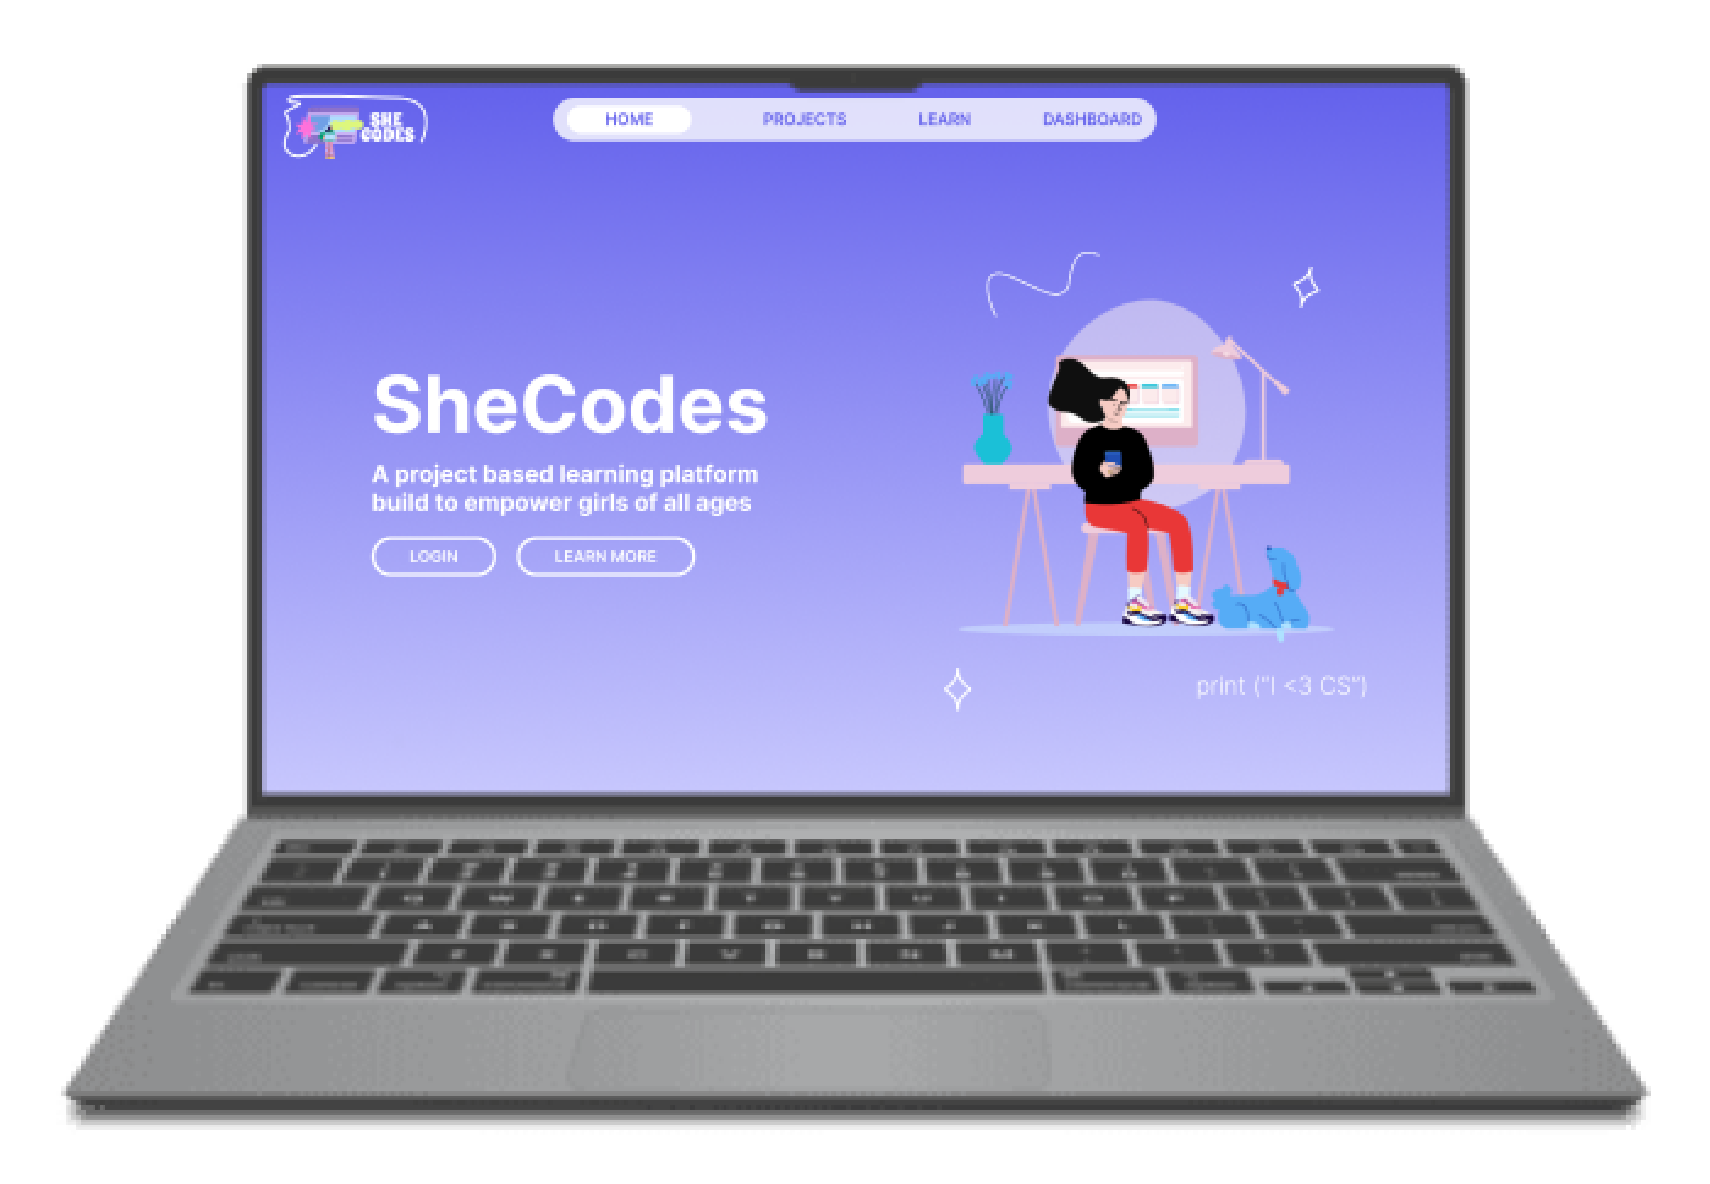 SHE
CODES
HOME
PROJECTS
LEARN
DASHBOARD
SheCodes
A project based learning platform
build to empower girls of all ages
LOGIN
LEARN MORE
print ("I <3 CS")